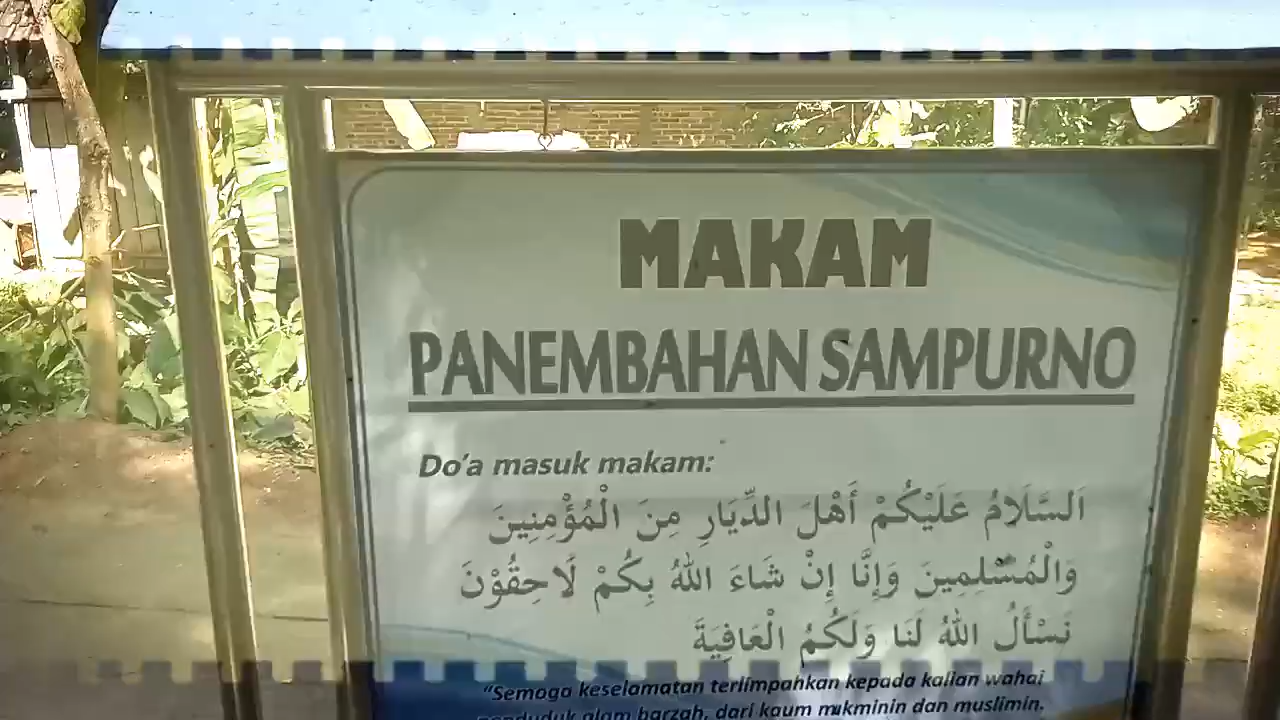 MAKAM
PANEMBAHAN SAMPURNO
Do'a masuk makam:
اَلسَّلَامُ عَلَيْكُمْ أَهْلَ الدِّيَارِ مِنَ الْمُؤْمِنِينَ
وَالْمُسْلِمِينَ وَإِنَّا إِنْ شَاءَ اللهُ بِكُمْ لَاحِقُوْنَ
نَسْأَلُ اللهَ لَنَا وَلَكُمُ الْعَافِيَةَ
"Semoga keselamatan terlimpahkan kepada kalian wahai
penduduk alam barzah, dari kaum mukminin dan muslimin.